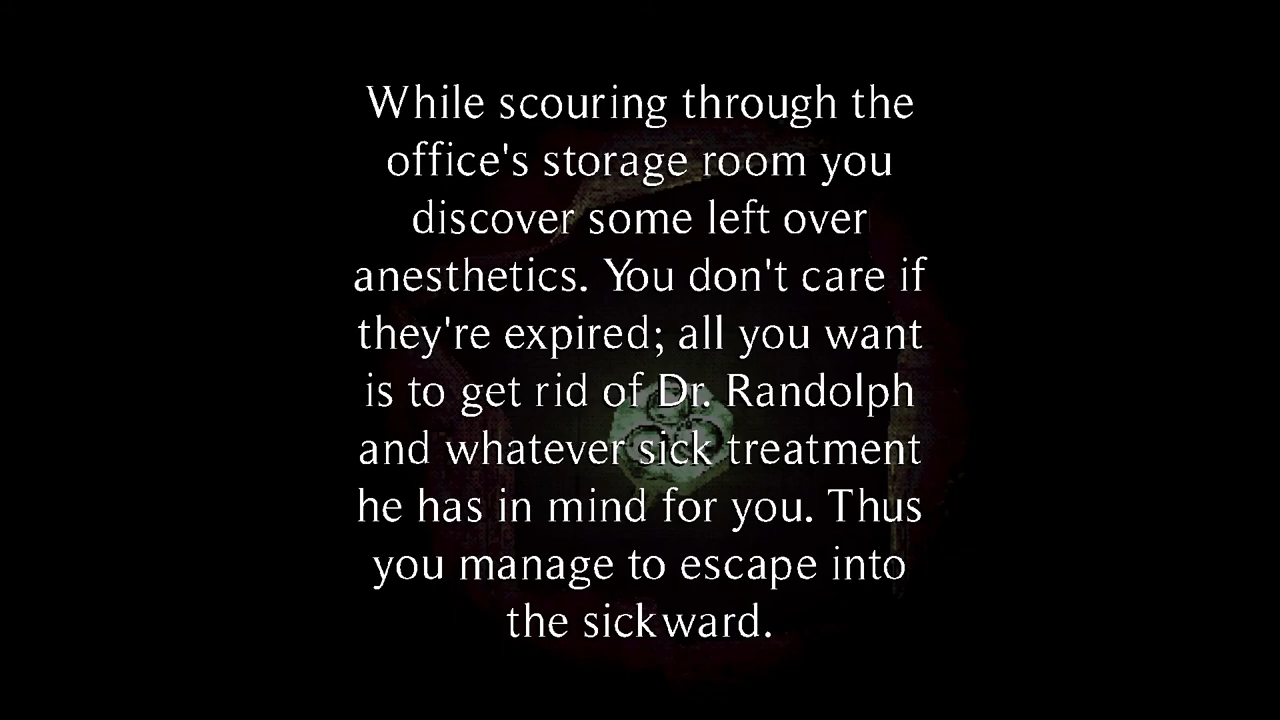 While scouring through the
office's storage room you
discover some left over
anesthetics. You don't care if
they're expired; all you want
is to get rid of Dr. Randolph
and whatever sick treatment
he has in mind for you. Thus
you manage to escape into
the sickward.